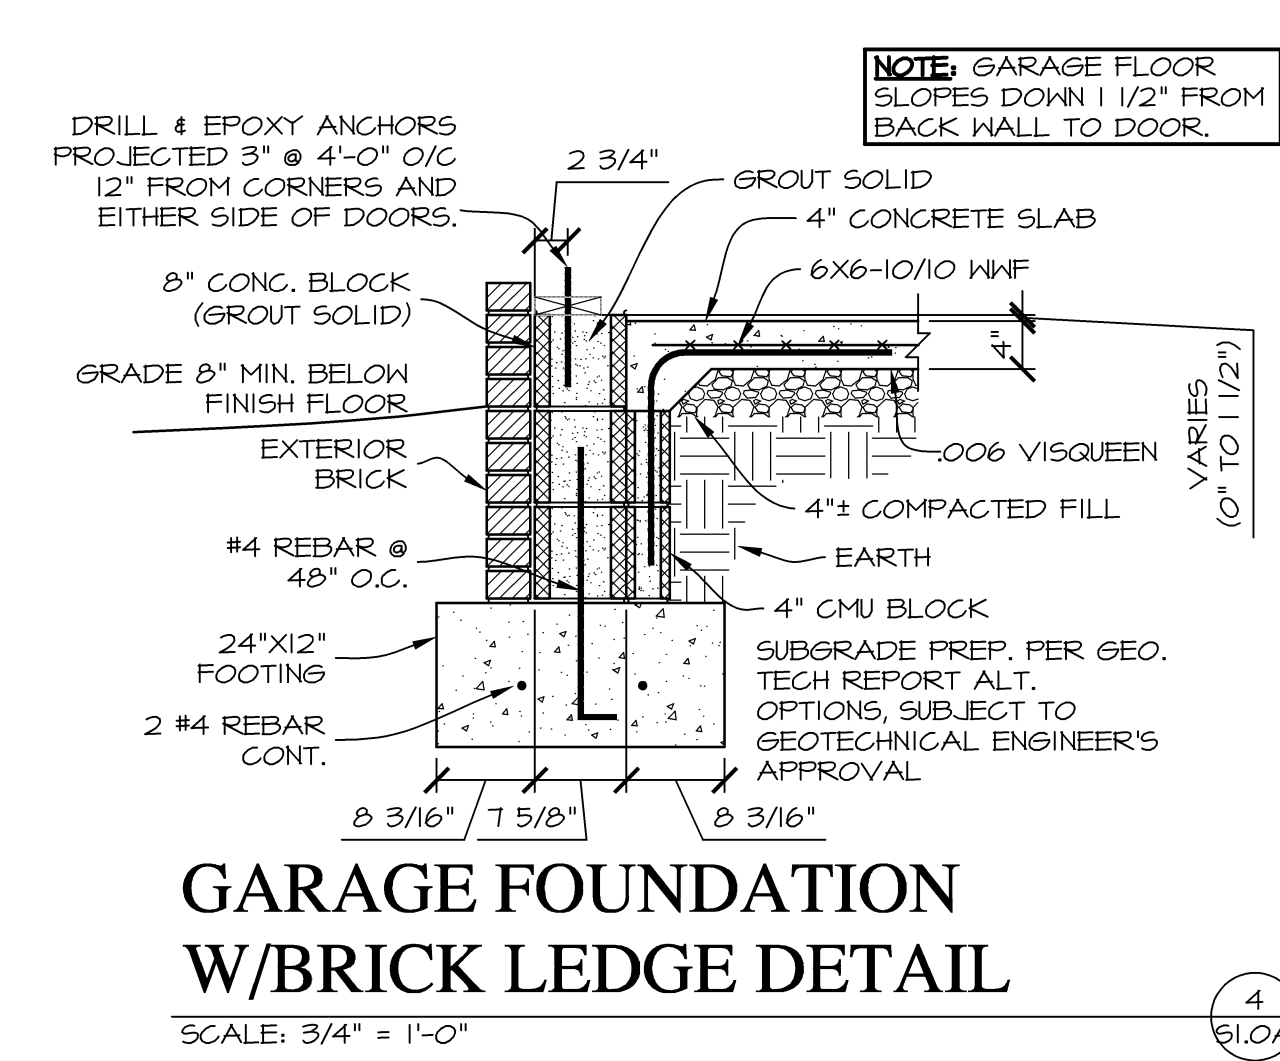 NOTE: GARAGE FLOOR
SLOPES DOWN 1 1/2" FROM
BACK WALL TO DOOR.
DRILL & EPOXY ANCHORS
PROJECTED 3" @ 4'-0" O/C
12" FROM CORNERS AND
EITHER SIDE OF DOORS.
2 3/4"
GROUT SOLID
4" CONCRETE SLAB
6X6-10/10 WWF
8" CONC. BLOCK
(GROUT SOLID)
4"
GRADE 8" MIN. BELOW
FINISH FLOOR
VARIES
(0" TO 1 1/2")
EXTERIOR
BRICK
.006 VISQUEEN
4"± COMPACTED FILL
#4 REBAR @
48" O.C.
EARTH
4" CMU BLOCK
24"X12"
FOOTING
SUBGRADE PREP. PER GEO.
TECH REPORT ALT.
OPTIONS, SUBJECT TO
GEOTECHNICAL ENGINEER'S
APPROVAL
2 #4 REBAR
CONT.
8 3/16"
7 5/8"
8 3/16"
GARAGE FOUNDATION
W/BRICK LEDGE DETAIL
SCALE: 3/4" = 1'-0"
4